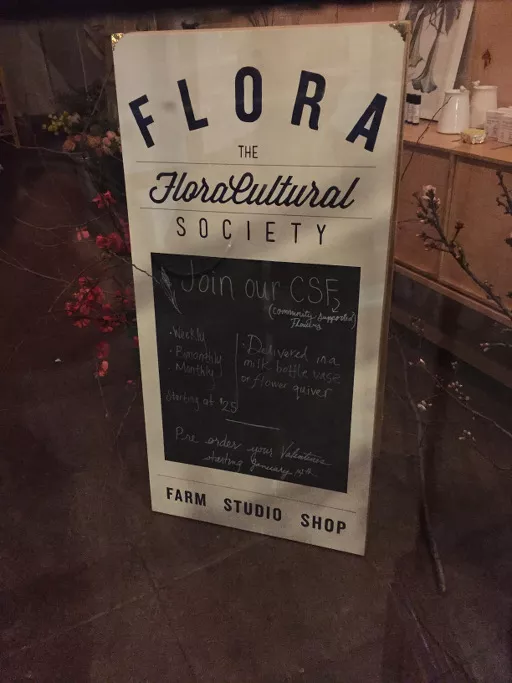 FLORA
THE
FloraCultural
SOCIETY
Join our CSF
(community supported)
flowers
· Weekly
· Bimonthly
· Monthly
Starting at $25
· Delivered in a
milk bottle vase
or flower quiver
Pre order your Valentines
starting January
FARM STUDIO SHOP